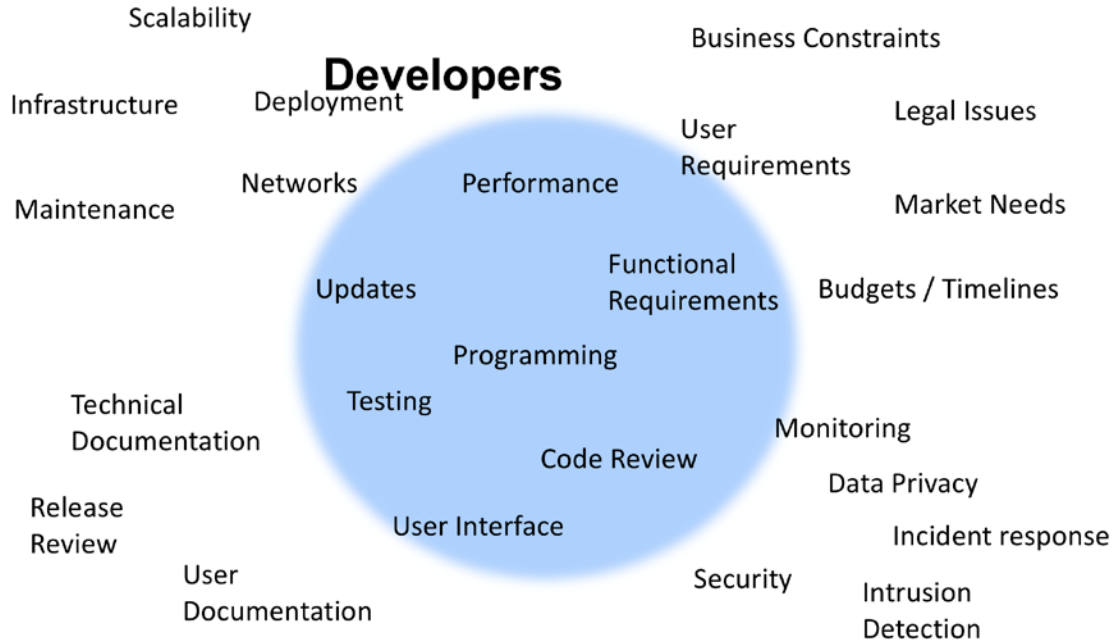 Scalability
Business Constraints
Developers
Infrastructure
Deployment
Legal Issues
User
Requirements
Networks
Performance
Maintenance
Market Needs
Functional
Requirements
Updates
Budgets / Timelines
Programming
Testing
Technical
Documentation
Monitoring
Code Review
Data Privacy
Release
Review
User Interface
Incident response
User
Documentation
Security
Intrusion
Detection